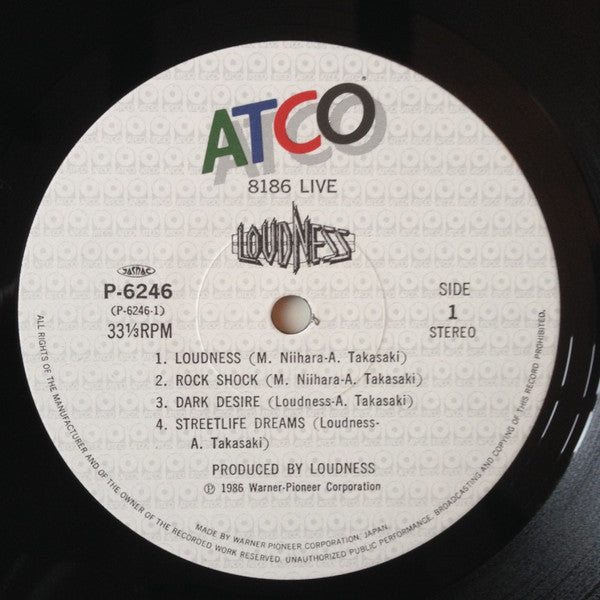 ATCO
8186 LIVE
LOUDNESS
JASRAC
P-6246
(P-6246-1)
33⅓RPM
SIDE
1
STEREO
1. LOUDNESS (M. Niihara-A. Takasaki)
2. ROCK SHOCK (M. Niihara-A. Takasaki)
3. DARK DESIRE (Loudness-A. Takasaki)
4. STREETLIFE DREAMS (Loudness-
A. Takasaki)
PRODUCED BY LOUDNESS
℗ 1986 Warner-Pioneer Corporation
MADE BY WARNER PIONEER CORPORATION, JAPAN.
ALL RIGHTS OF THE MANUFACTURER AND OF THE OWNER OF THE RECORDED WORK RESERVED. UNAUTHORIZED PUBLIC PERFORMANCE, BROADCASTING AND COPYING OF THIS RECORD PROHIBITED.